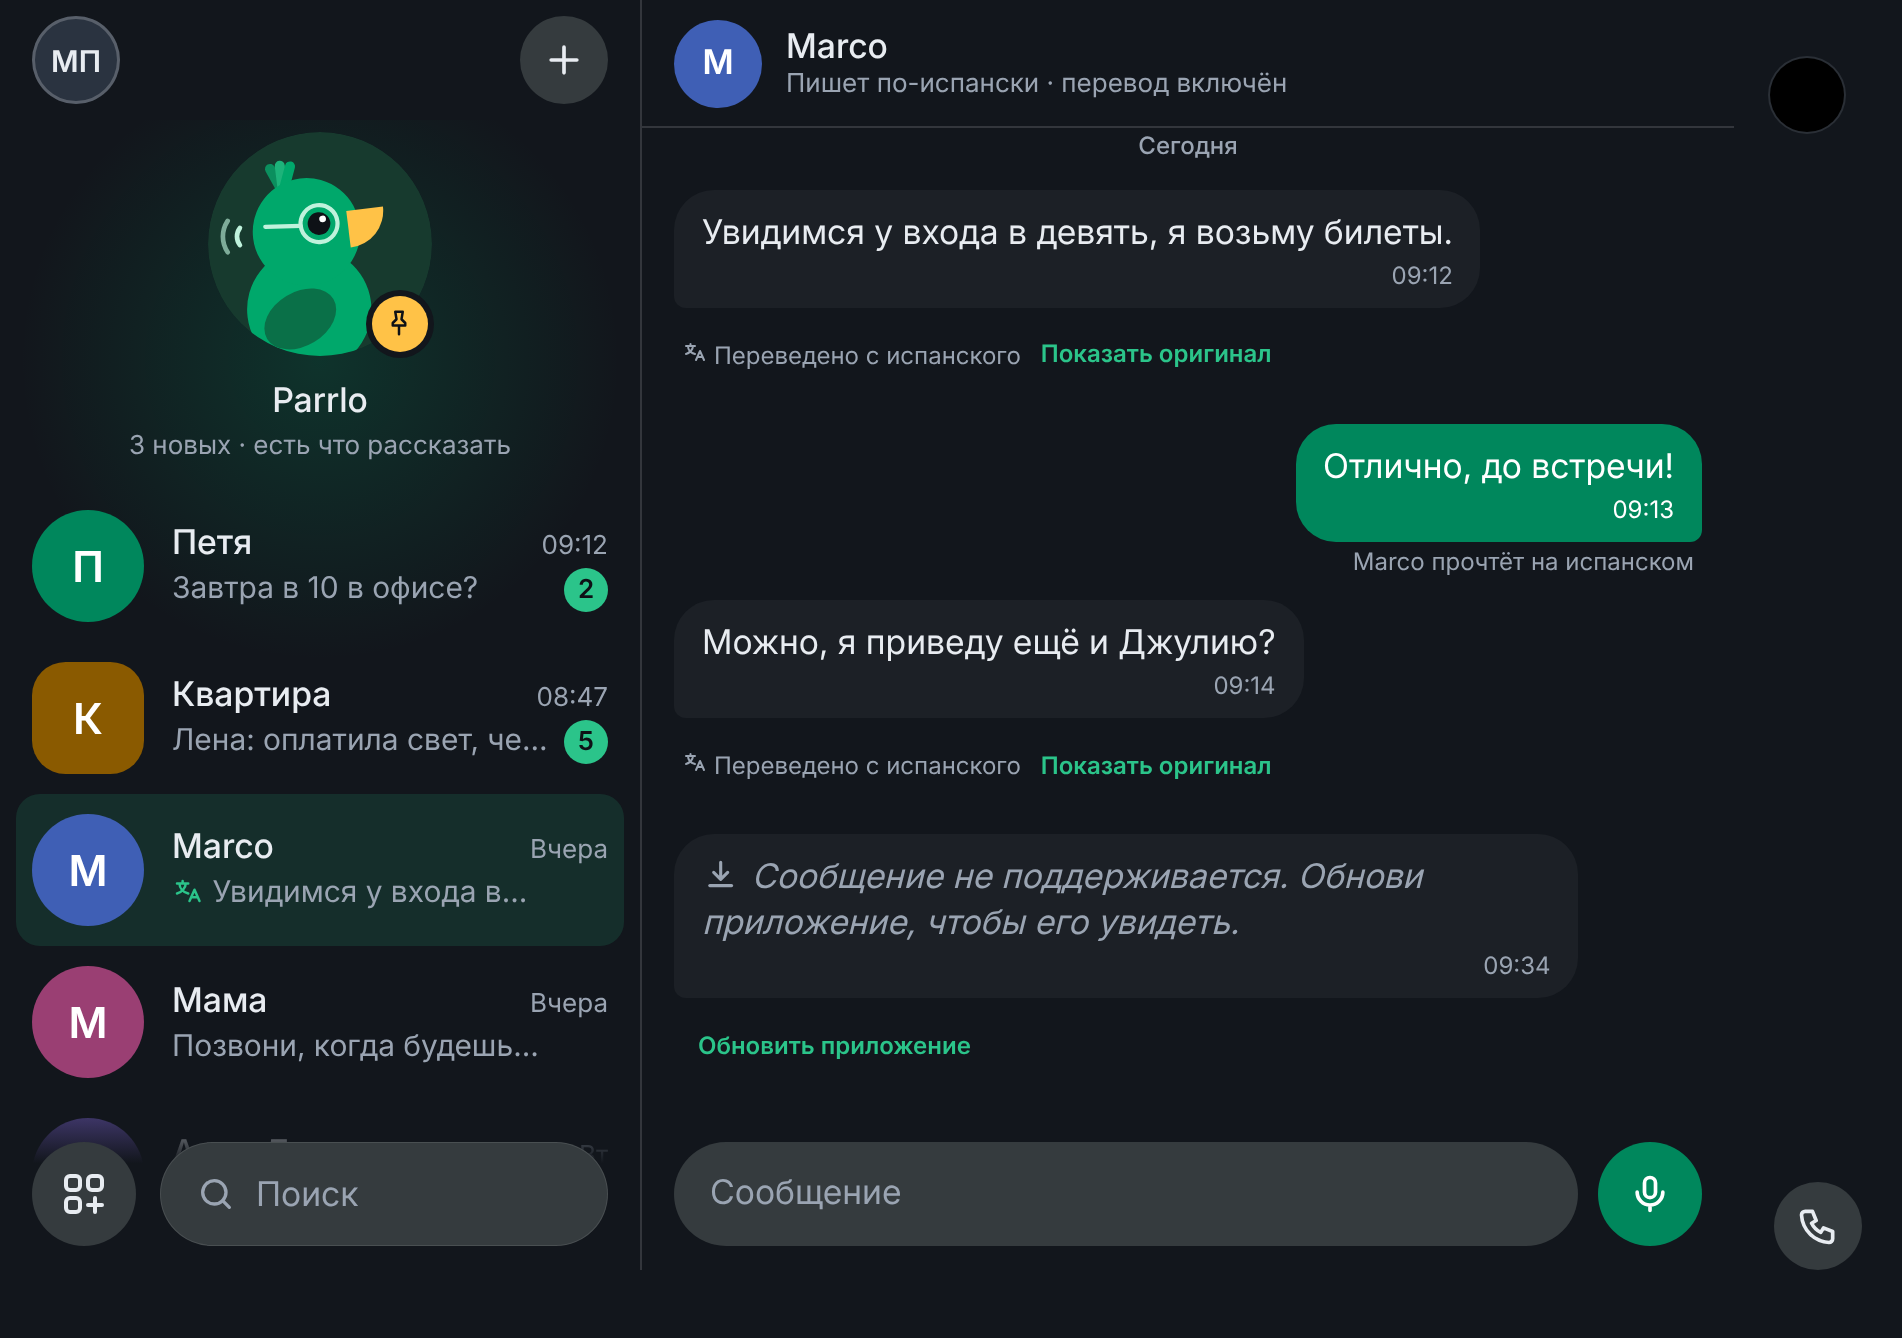 МП
Parrlo
3 новых · есть что рассказать
П
Петя
09:12
Завтра в 10 в офисе?
2
К
Квартира
08:47
Лена: оплатила свет, че...
5
M
Marco
Вчера
Увидимся у входа в...
М
Мама
Вчера
Позвони, когда будешь...
Вт
Поиск
M
Marco
Пишет по-испански · перевод включён
Сегодня
Увидимся у входа в девять, я возьму билеты.
09:12
Переведено с испанского Показать оригинал
Отлично, до встречи!
09:13
Marco прочтёт на испанском
Можно, я приведу ещё и Джулию?
09:14
Переведено с испанского Показать оригинал
Сообщение не поддерживается. Обнови
приложение, чтобы его увидеть.
09:34
Обновить приложение
Сообщение